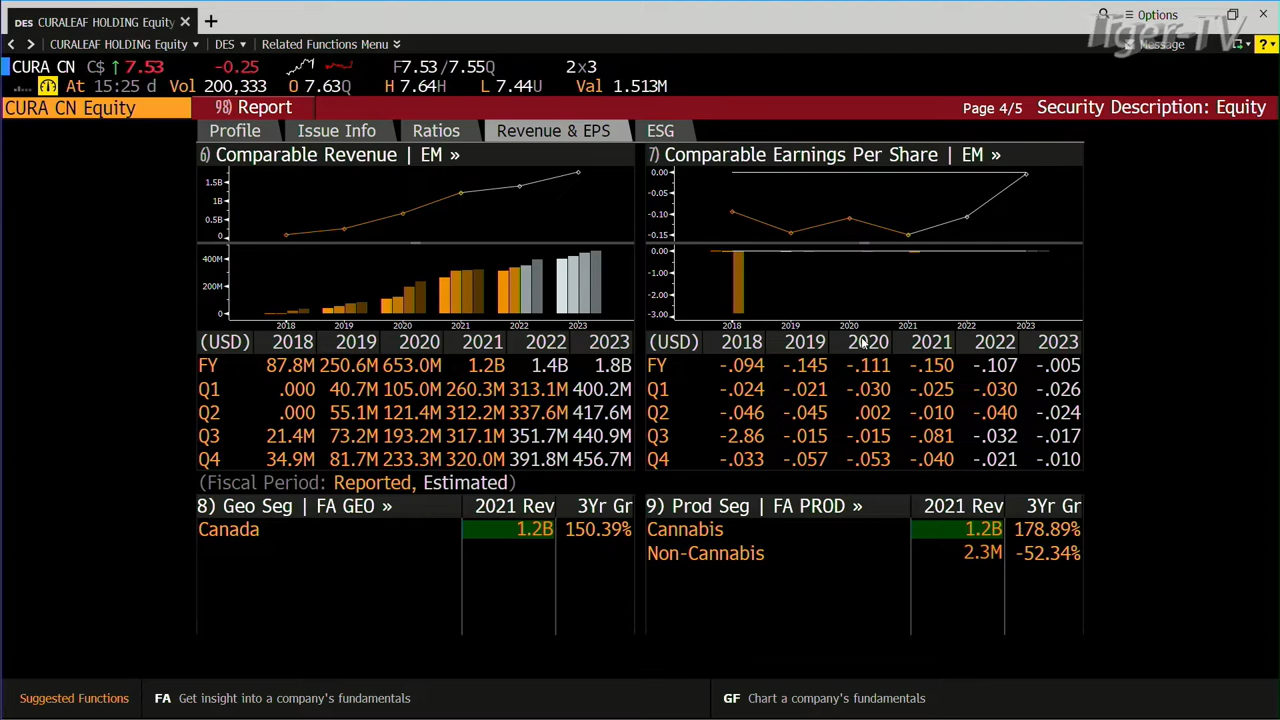 DES CURALEAF HOLDING Equity ✕ +
Options
Tiger-TV
< > CURALEAF HOLDING Equity ▾ DES ▾ Related Functions Menu Message ?
CURA CN C$ ↑ 7.53 -0.25 F7.53 / 7.55Q 2x3
At 15:25 d Vol 200,333 O 7.63Q H 7.64H L 7.44U Val 1.513M
CURA CN Equity 98) Report Page 4/5 Security Description: Equity
Profile Issue Info Ratios Revenue & EPS ESG
6) Comparable Revenue | EM »
1.5B
1B
0.5B
0
400M
200M
0
2018 2019 2020 2021 2022 2023
(USD) 2018 2019 2020 2021 2022 2023
FY 87.8M 250.6M 653.0M 1.2B 1.4B 1.8B
Q1 .000 40.7M 105.0M 260.3M 313.1M 400.2M
Q2 .000 55.1M 121.4M 312.2M 337.6M 417.6M
Q3 21.4M 73.2M 193.2M 317.1M 351.7M 440.9M
Q4 34.9M 81.7M 233.3M 320.0M 391.8M 456.7M
(Fiscal Period: Reported, Estimated)
7) Comparable Earnings Per Share | EM »
0.00
-0.05
-0.10
-0.15
0.00
-1.00
-2.00
-3.00
2018 2019 2020 2021 2022 2023
(USD) 2018 2019 2020 2021 2022 2023
FY -.094 -.145 -.111 -.150 -.107 -.005
Q1 -.024 -.021 -.030 -.025 -.030 -.026
Q2 -.046 -.045 .002 -.010 -.040 -.024
Q3 -2.86 -.015 -.015 -.081 -.032 -.017
Q4 -.033 -.057 -.053 -.040 -.021 -.010
8) Geo Seg | FA GEO » 2021 Rev 3Yr Gr
Canada 1.2B 150.39%
9) Prod Seg | FA PROD » 2021 Rev 3Yr Gr
Cannabis 1.2B 178.89%
Non-Cannabis 2.3M -52.34%
Suggested Functions FA Get insight into a company's fundamentals GF Chart a company's fundamentals